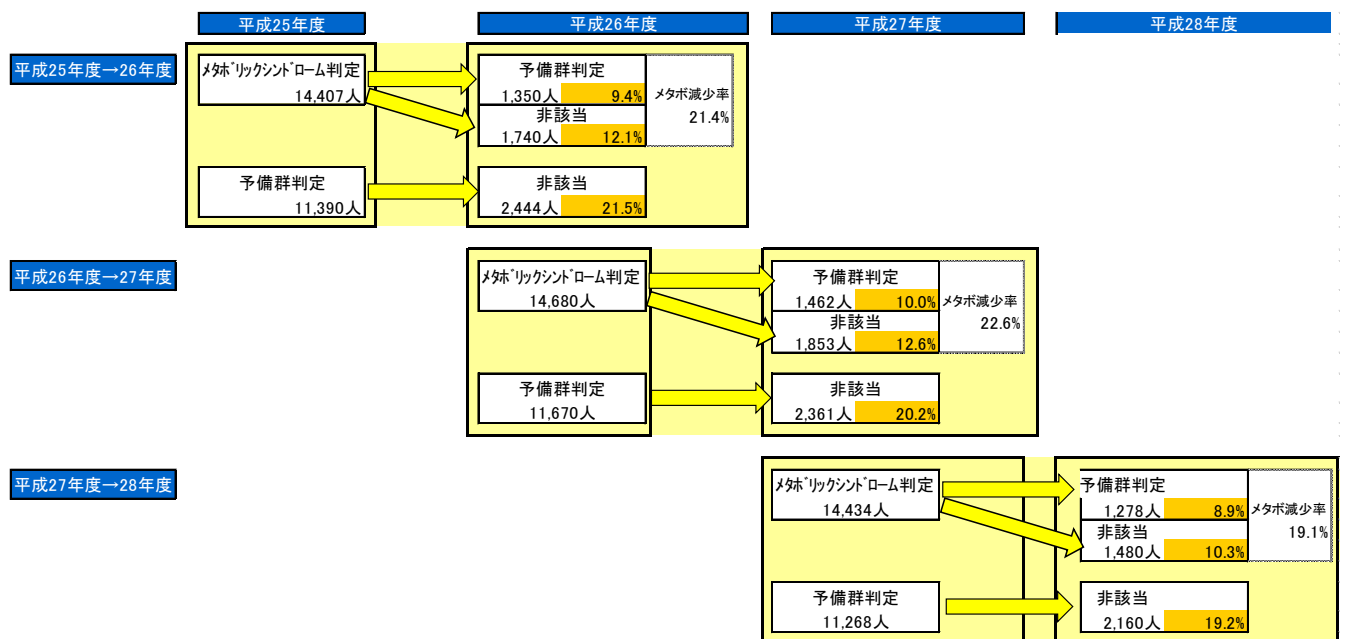 平成25年度
平成26年度
平成27年度
平成28年度
平成25年度→26年度
メタボリックシンドローム判定
14,407人
予備群判定
1,350人 9.4%
非該当
1,740人 12.1%
メタボ減少率
21.4%
予備群判定
11,390人
非該当
2,444人 21.5%
平成26年度→27年度
メタボリックシンドローム判定
14,680人
予備群判定
1,462人 10.0%
非該当
1,853人 12.6%
メタボ減少率
22.6%
予備群判定
11,670人
非該当
2,361人 20.2%
平成27年度→28年度
メタボリックシンドローム判定
14,434人
予備群判定
1,278人 8.9%
非該当
1,480人 10.3%
メタボ減少率
19.1%
予備群判定
11,268人
非該当
2,160人 19.2%